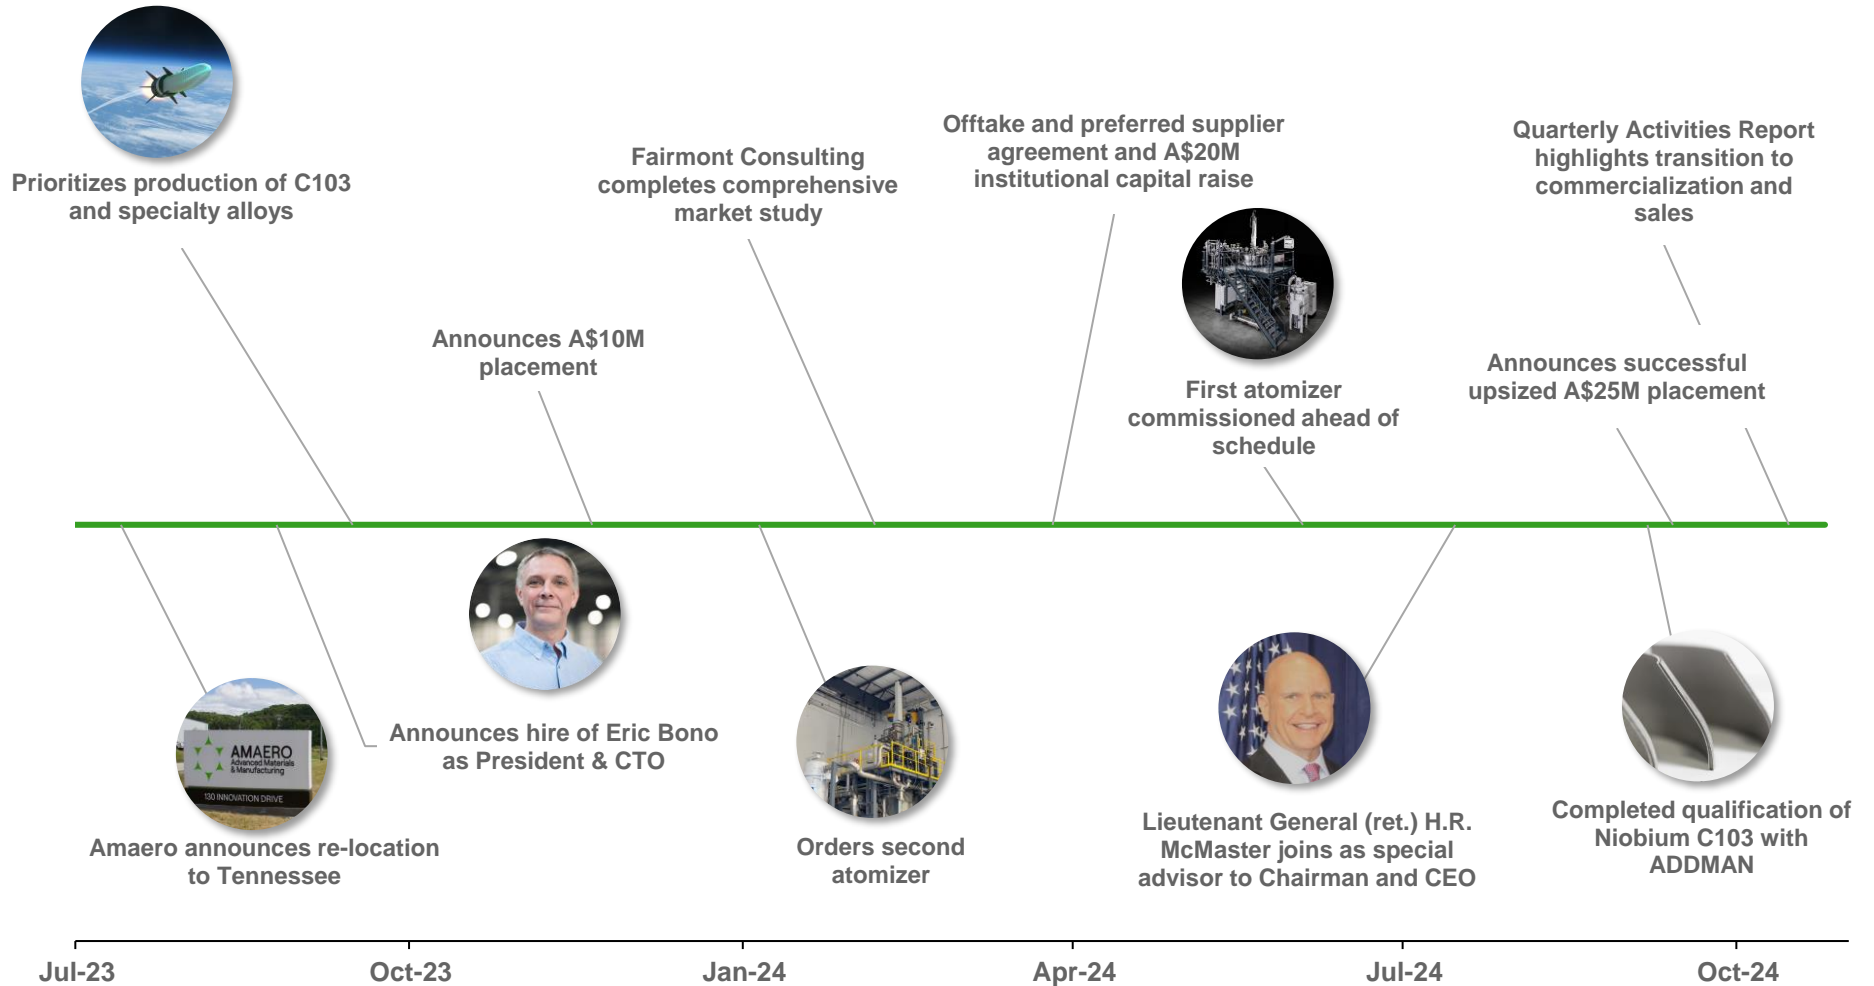 Prioritizes production of C103
and specialty alloys
Announces A$10M
placement
Fairmont Consulting
completes comprehensive
market study
Offtake and preferred supplier
agreement and A$20M
institutional capital raise
First atomizer
commissioned ahead of
schedule
Quarterly Activities Report
highlights transition to
commercialization and
sales
Announces successful
upsized A$25M placement
AMAERO
Advanced Materials
& Manufacturing
130 INNOVATION DRIVE
Amaero announces re-location
to Tennessee
Announces hire of Eric Bono
as President & CTO
Orders second
atomizer
Lieutenant General (ret.) H.R.
McMaster joins as special
advisor to Chairman and CEO
Completed qualification of
Niobium C103 with
ADDMAN
Jul-23
Oct-23
Jan-24
Apr-24
Jul-24
Oct-24